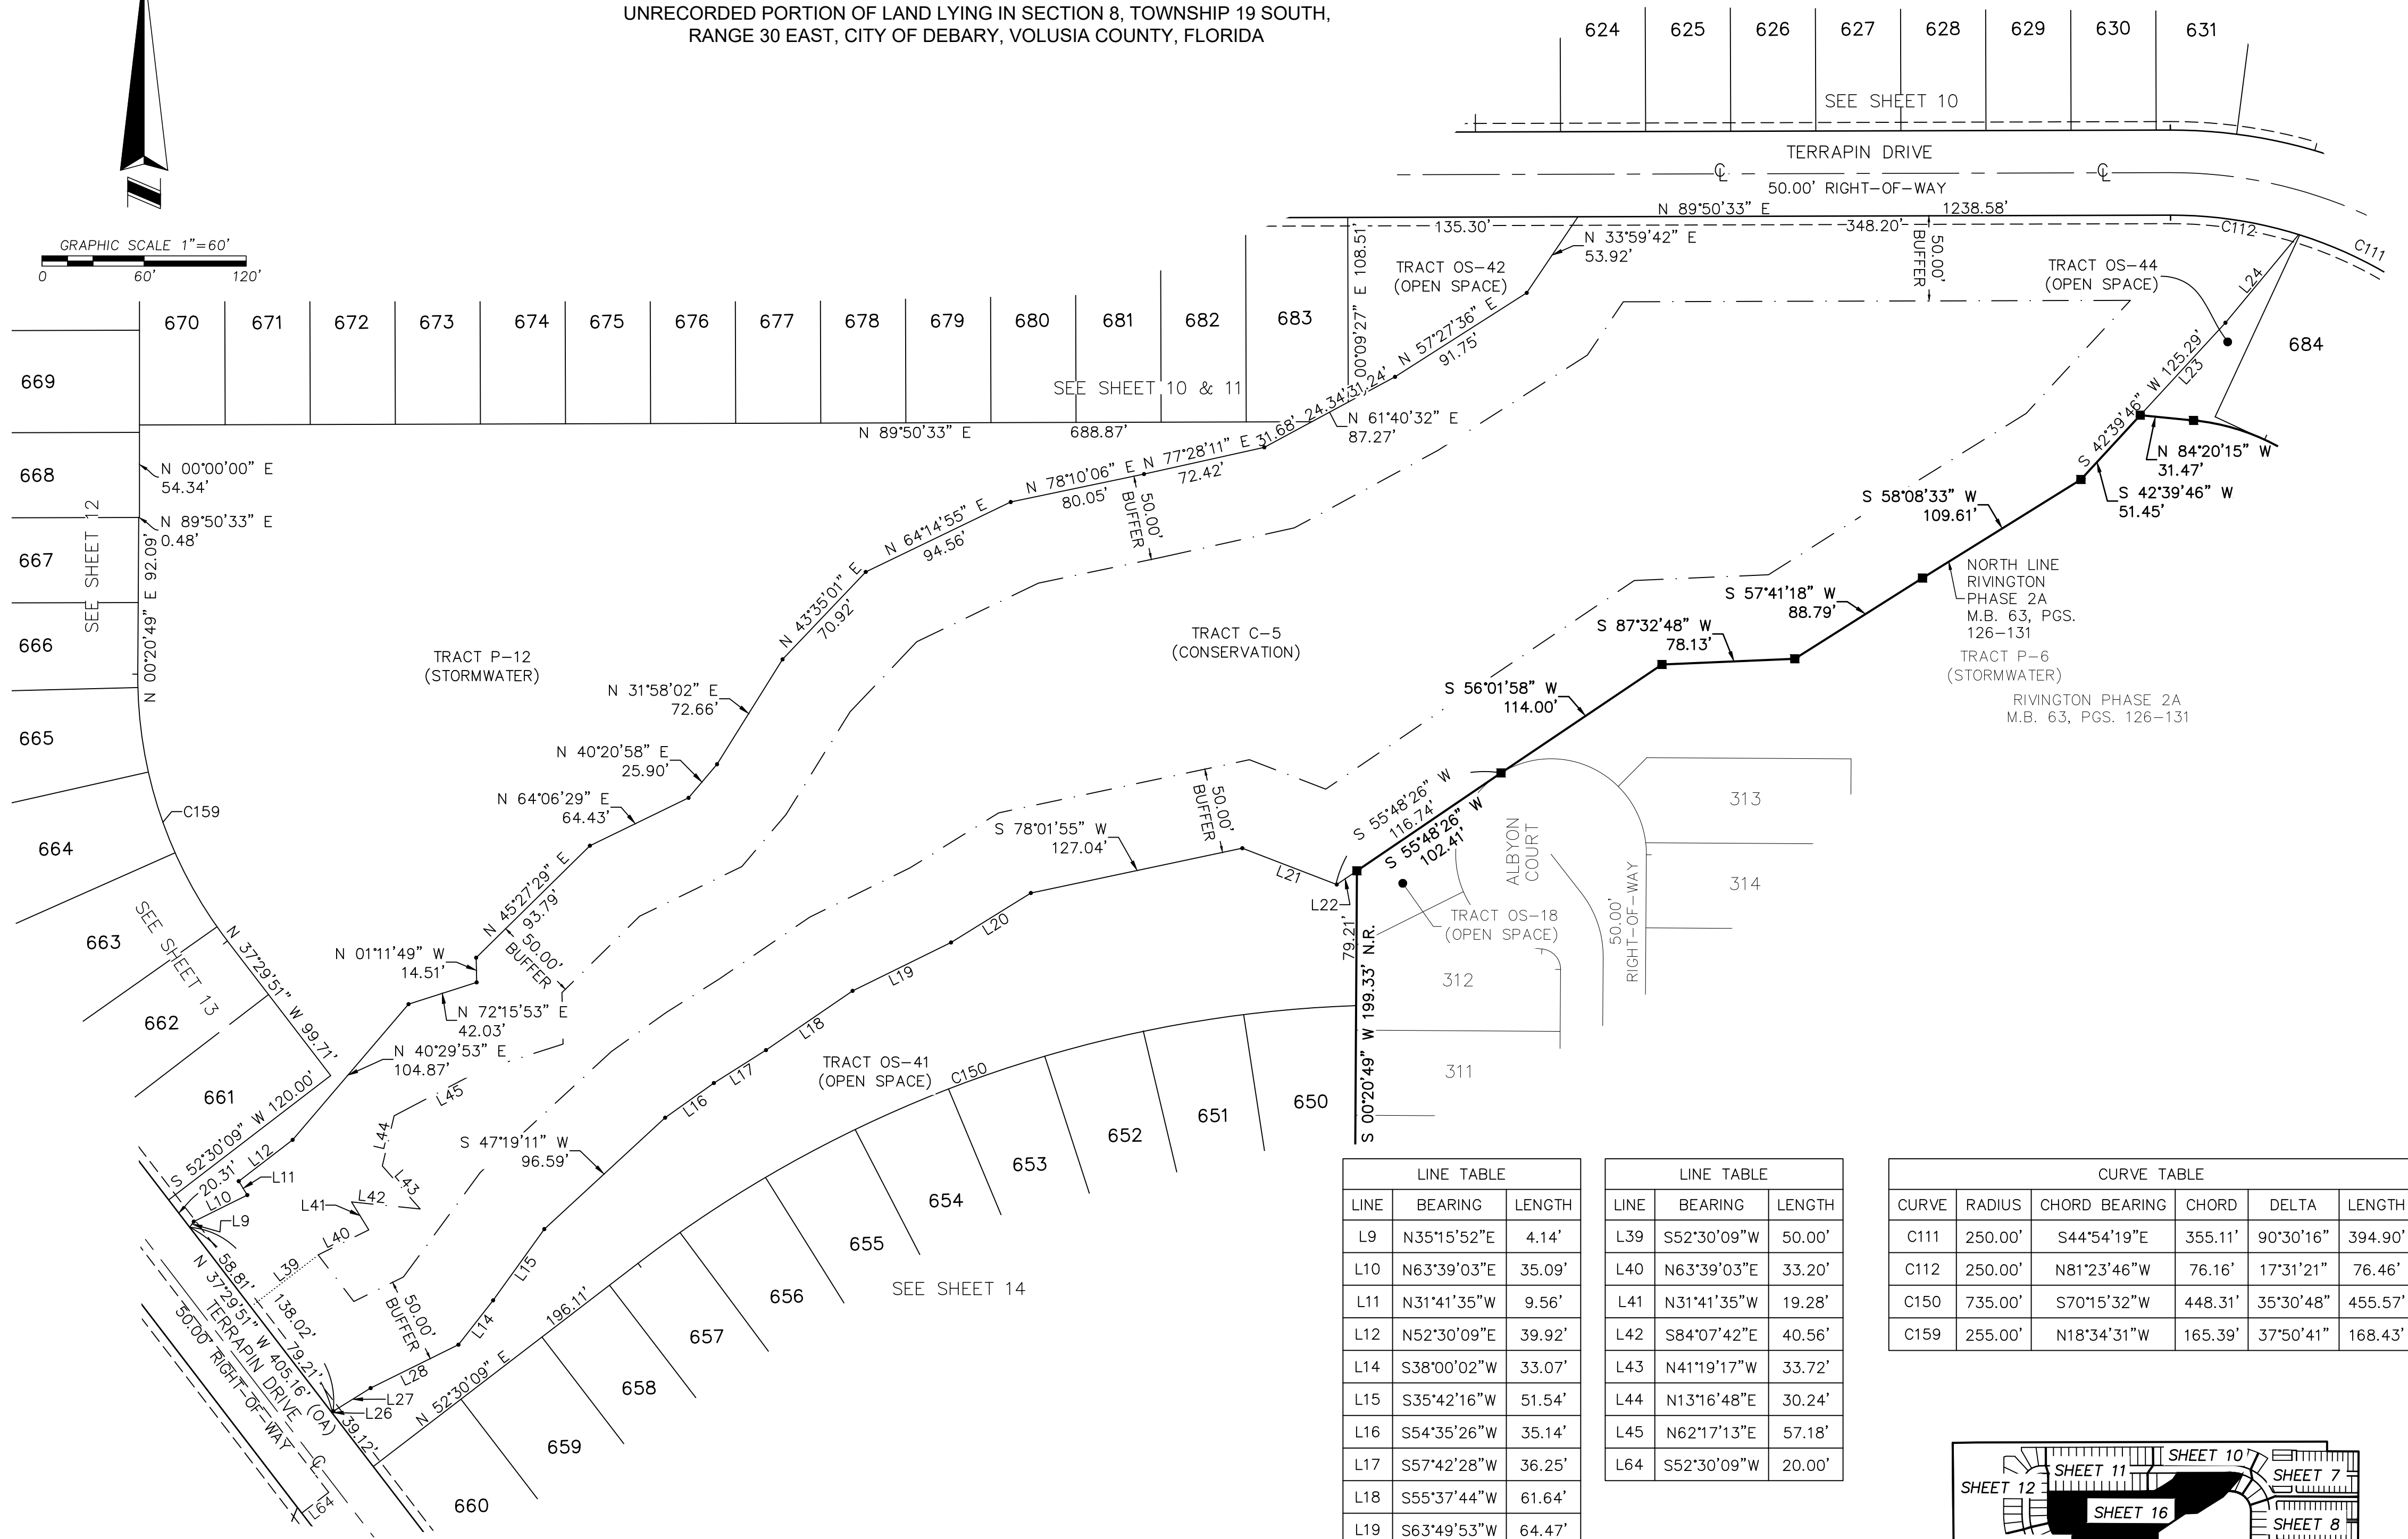 UNRECORDED PORTION OF LAND LYING IN SECTION 8, TOWNSHIP 19 SOUTH,
RANGE 30 EAST, CITY OF DEBARY, VOLUSIA COUNTY, FLORIDA
N
GRAPHIC SCALE 1"=60'
0 60' 120'
624 625 626 627 628 629 630 631
SEE SHEET 10
TERRAPIN DRIVE
℄ ℄
50.00' RIGHT-OF-WAY
N 89°50'33" E 1238.58'
135.30' 348.20'
C112
C111
N 33°59'42" E
53.92'
50.00'
BUFFER
TRACT OS-42
(OPEN SPACE)
TRACT OS-44
(OPEN SPACE)
L24
684
00°09'27" E 108.51'
N 57°27'36" E
91.75'
670 671 672 673 674 675 676 677 678 679 680 681 682 683
SEE SHEET 10 & 11
N 89°50'33" E 688.87'
24.34'
31.24'
31.68'
N 61°40'32" E
87.27'
N 77°28'11" E
72.42'
N 78°10'06" E
80.05'
50.00'
BUFFER
N 64°14'55" E
94.56'
N 43°35'01" E
70.92'
N 31°58'02" E
72.66'
N 40°20'58" E
25.90'
N 64°06'29" E
64.43'
N 45°27'29" E
93.79'
50.00'
BUFFER
N 01°11'49" W
14.51'
N 72°15'53" E
42.03'
N 40°29'53" E
104.87'
669
668
667
666
665
664
663
662
661
SEE SHEET 12
N 00°00'00" E
54.34'
N 89°50'33" E
0.48'
N 00°20'49" E 92.09'
C159
SEE SHEET 13
N 37°29'51" W 99.71'
S 52°30'09" W 120.00'
20.31'
L12
L11
L10
L9
TRACT P-12
(STORMWATER)
TRACT C-5
(CONSERVATION)
S 42°39'46" W 125.29'
L23
N 84°20'15" W
31.47'
S 42°39'46" W
51.45'
S 58°08'33" W
109.61'
NORTH LINE
RIVINGTON
PHASE 2A
M.B. 63, PGS.
126-131
S 57°41'18" W
88.79'
S 87°32'48" W
78.13'
TRACT P-6
(STORMWATER)
RIVINGTON PHASE 2A
M.B. 63, PGS. 126-131
S 56°01'58" W
114.00'
S 55°48'26" W
116.74'
S 55°48'26" W
102.41'
ALBYON
COURT
50.00'
RIGHT-OF-WAY
313
314
312
311
TRACT OS-18
(OPEN SPACE)
L22
L21
79.21'
S 00°20'49" W 199.33' N.R.
50.00'
BUFFER
S 78°01'55" W
127.04'
L20
L19
L18
L17
L16
S 47°19'11" W
96.59'
L15
L14
TRACT OS-41
(OPEN SPACE)
C150
650
651
652
653
654
655
656
657
658
659
660
SEE SHEET 14
196.11'
N 52°30'09" E
50.00'
BUFFER
L28
L27
L26
L45
L44
L43
L42
L41
L40
L39
58.81'
138.02'
79.21'
39.12'
N 37°29'51" W 405.16' (OA)
TERRAPIN DRIVE
50.00' RIGHT-OF-WAY
℄
L64
LINE TABLE
LINE BEARING LENGTH
L9 N35°15'52"E 4.14'
L10 N63°39'03"E 35.09'
L11 N31°41'35"W 9.56'
L12 N52°30'09"E 39.92'
L14 S38°00'02"W 33.07'
L15 S35°42'16"W 51.54'
L16 S54°35'26"W 35.14'
L17 S57°42'28"W 36.25'
L18 S55°37'44"W 61.64'
L19 S63°49'53"W 64.47'
LINE TABLE
LINE BEARING LENGTH
L39 S52°30'09"W 50.00'
L40 N63°39'03"E 33.20'
L41 N31°41'35"W 19.28'
L42 S84°07'42"E 40.56'
L43 N41°19'17"W 33.72'
L44 N13°16'48"E 30.24'
L45 N62°17'13"E 57.18'
L64 S52°30'09"W 20.00'
CURVE TABLE
CURVE RADIUS CHORD BEARING CHORD DELTA LENGTH
C111 250.00' S44°54'19"E 355.11' 90°30'16" 394.90'
C112 250.00' N81°23'46"W 76.16' 17°31'21" 76.46'
C150 735.00' S70°15'32"W 448.31' 35°30'48" 455.57'
C159 255.00' N18°34'31"W 165.39' 37°50'41" 168.43'
SHEET 10
SHEET 11
SHEET 7
SHEET 12
SHEET 16
SHEET 8